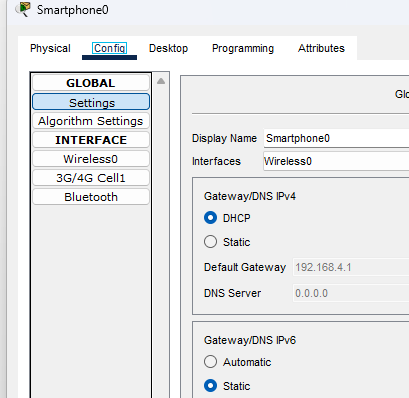 Smartphone0
Physical Config Desktop Programming Attributes
GLOBAL
Settings
Algorithm Settings
INTERFACE
Wireless0
3G/4G Cell1
Bluetooth
Display Name Smartphone0
Interfaces Wireless0
Gateway/DNS IPv4
DHCP
Static
Default Gateway 192.168.4.1
DNS Server 0.0.0.0
Gateway/DNS IPv6
Automatic
Static